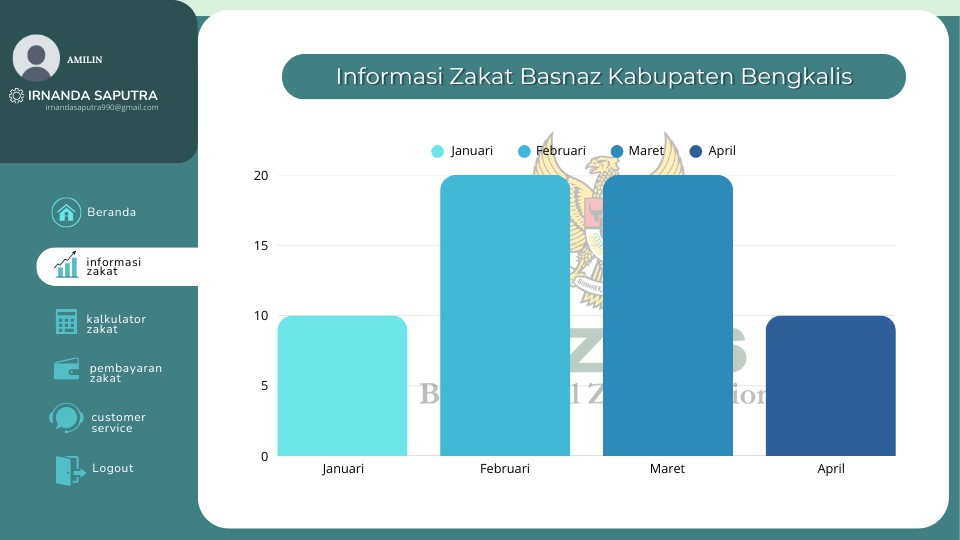 AMILIN
IRNANDA SAPUTRA
irnandasaputra990@gmail.com
Beranda
informasi
zakat
kalkulator
zakat
pembayaran
zakat
customer
service
Logout
Informasi Zakat Basnaz Kabupaten Bengkalis
Januari Februari Maret April
20
15
10
5
0
Januari Februari Maret April